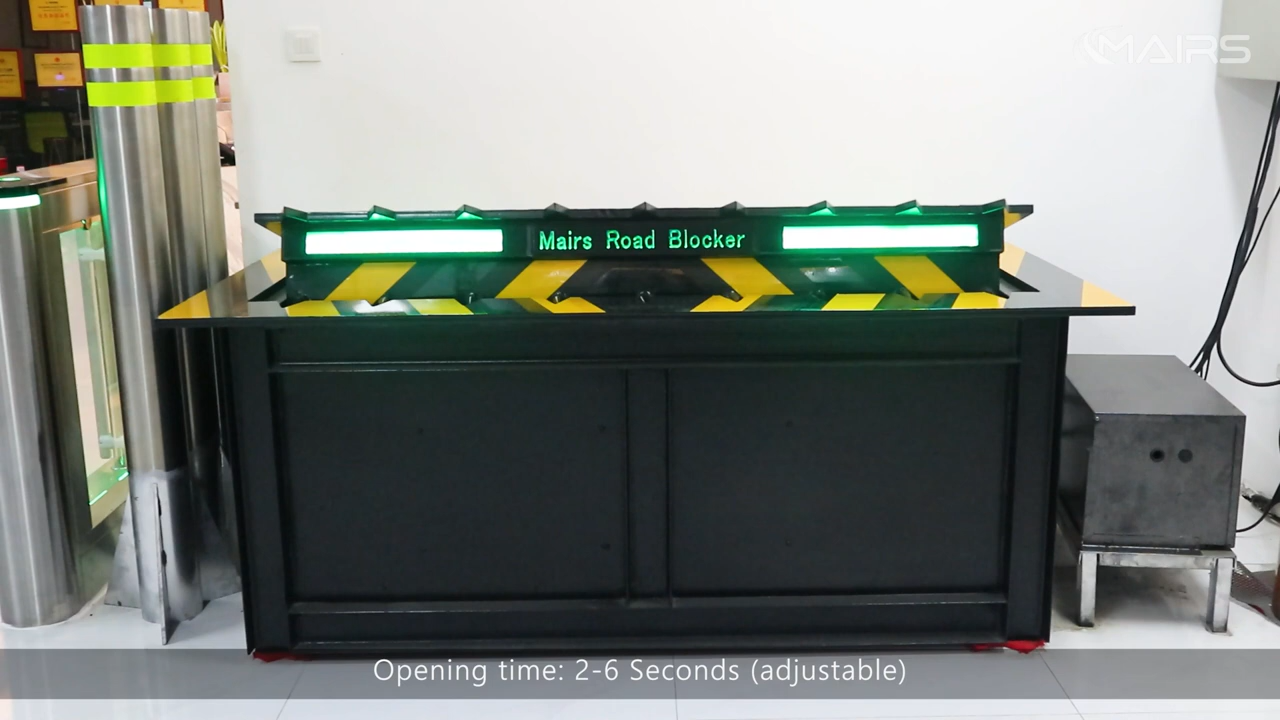 MAIRS
Mairs Road Blocker
Opening time: 2-6 Seconds (adjustable)